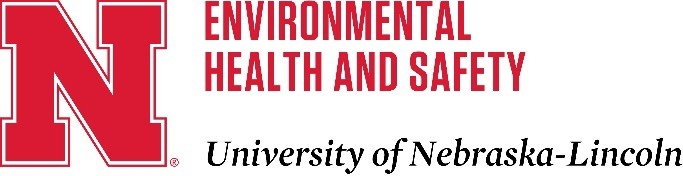 N
ENVIRONMENTAL
HEALTH AND SAFETY
®
University of Nebraska-Lincoln